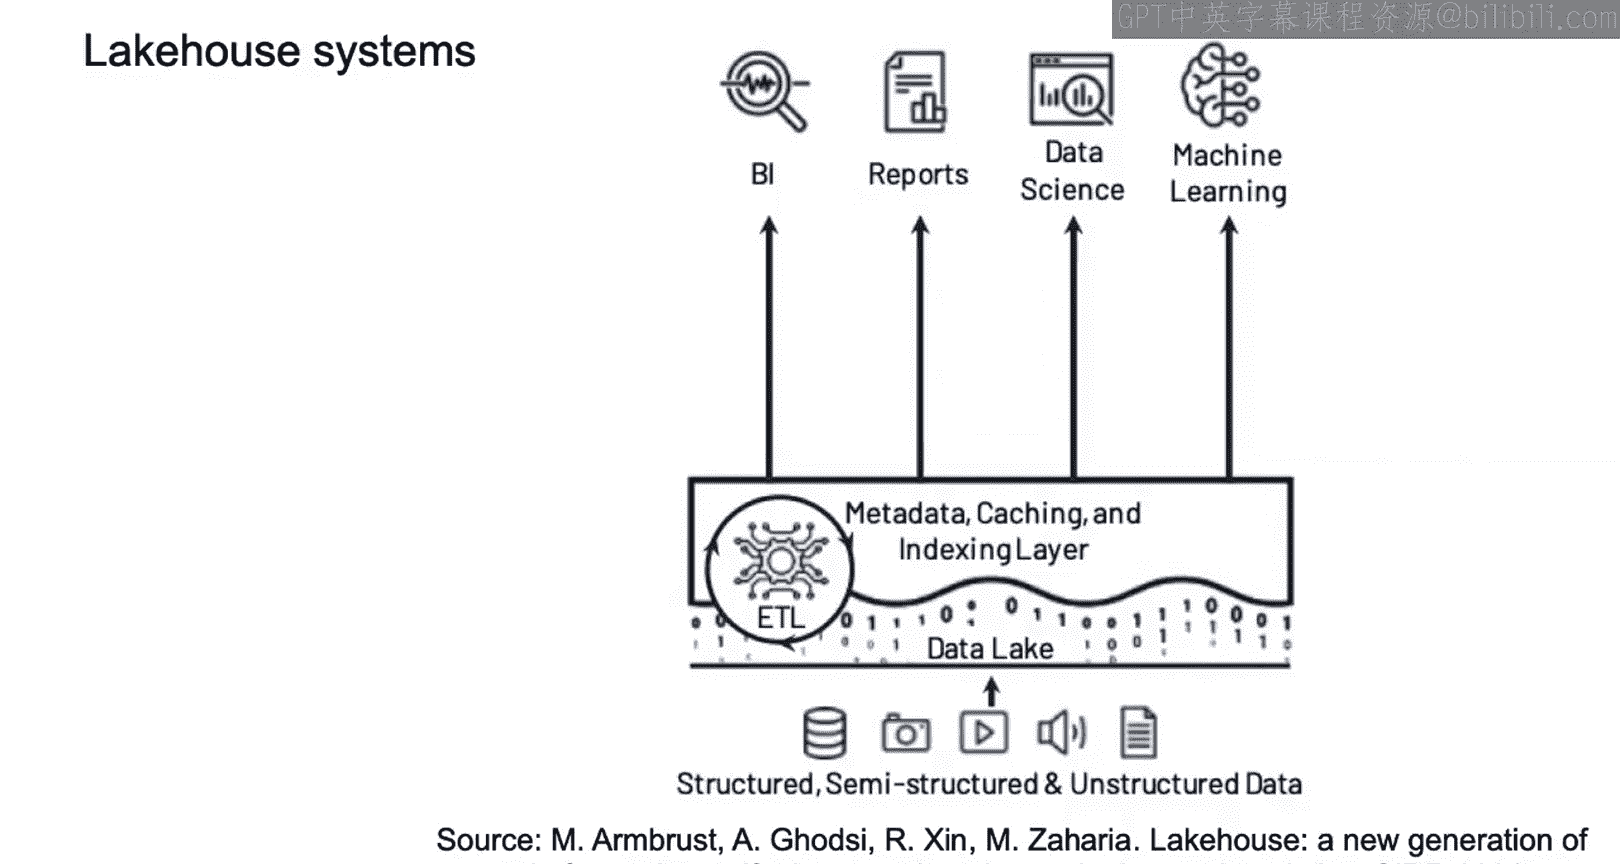 GPT中英字幕课程资源@bilibili.com
Lakehouse systems
BI
Reports
Data
Science
Machine
Learning
Metadata, Caching, and
Indexing Layer
ETL
Data Lake
Structured, Semi-structured & Unstructured Data
Source: M. Armbrust, A. Ghodsi, R. Xin, M. Zaharia. Lakehouse: a new generation of